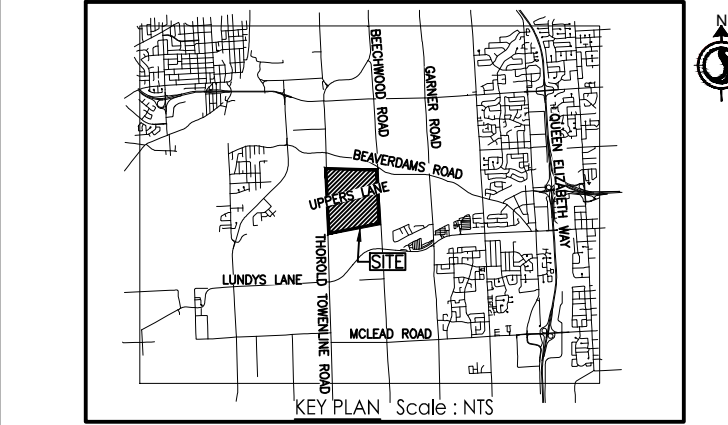 N
BEECHWOOD ROAD
GARNER ROAD
QUEEN ELIZABETH WAY
BEAVERDAMS ROAD
UPPERS LANE
THOROLD TOWENLINE ROAD
SITE
LUNDYS LANE
MCLEAD ROAD
KEY PLAN Scale : NTS